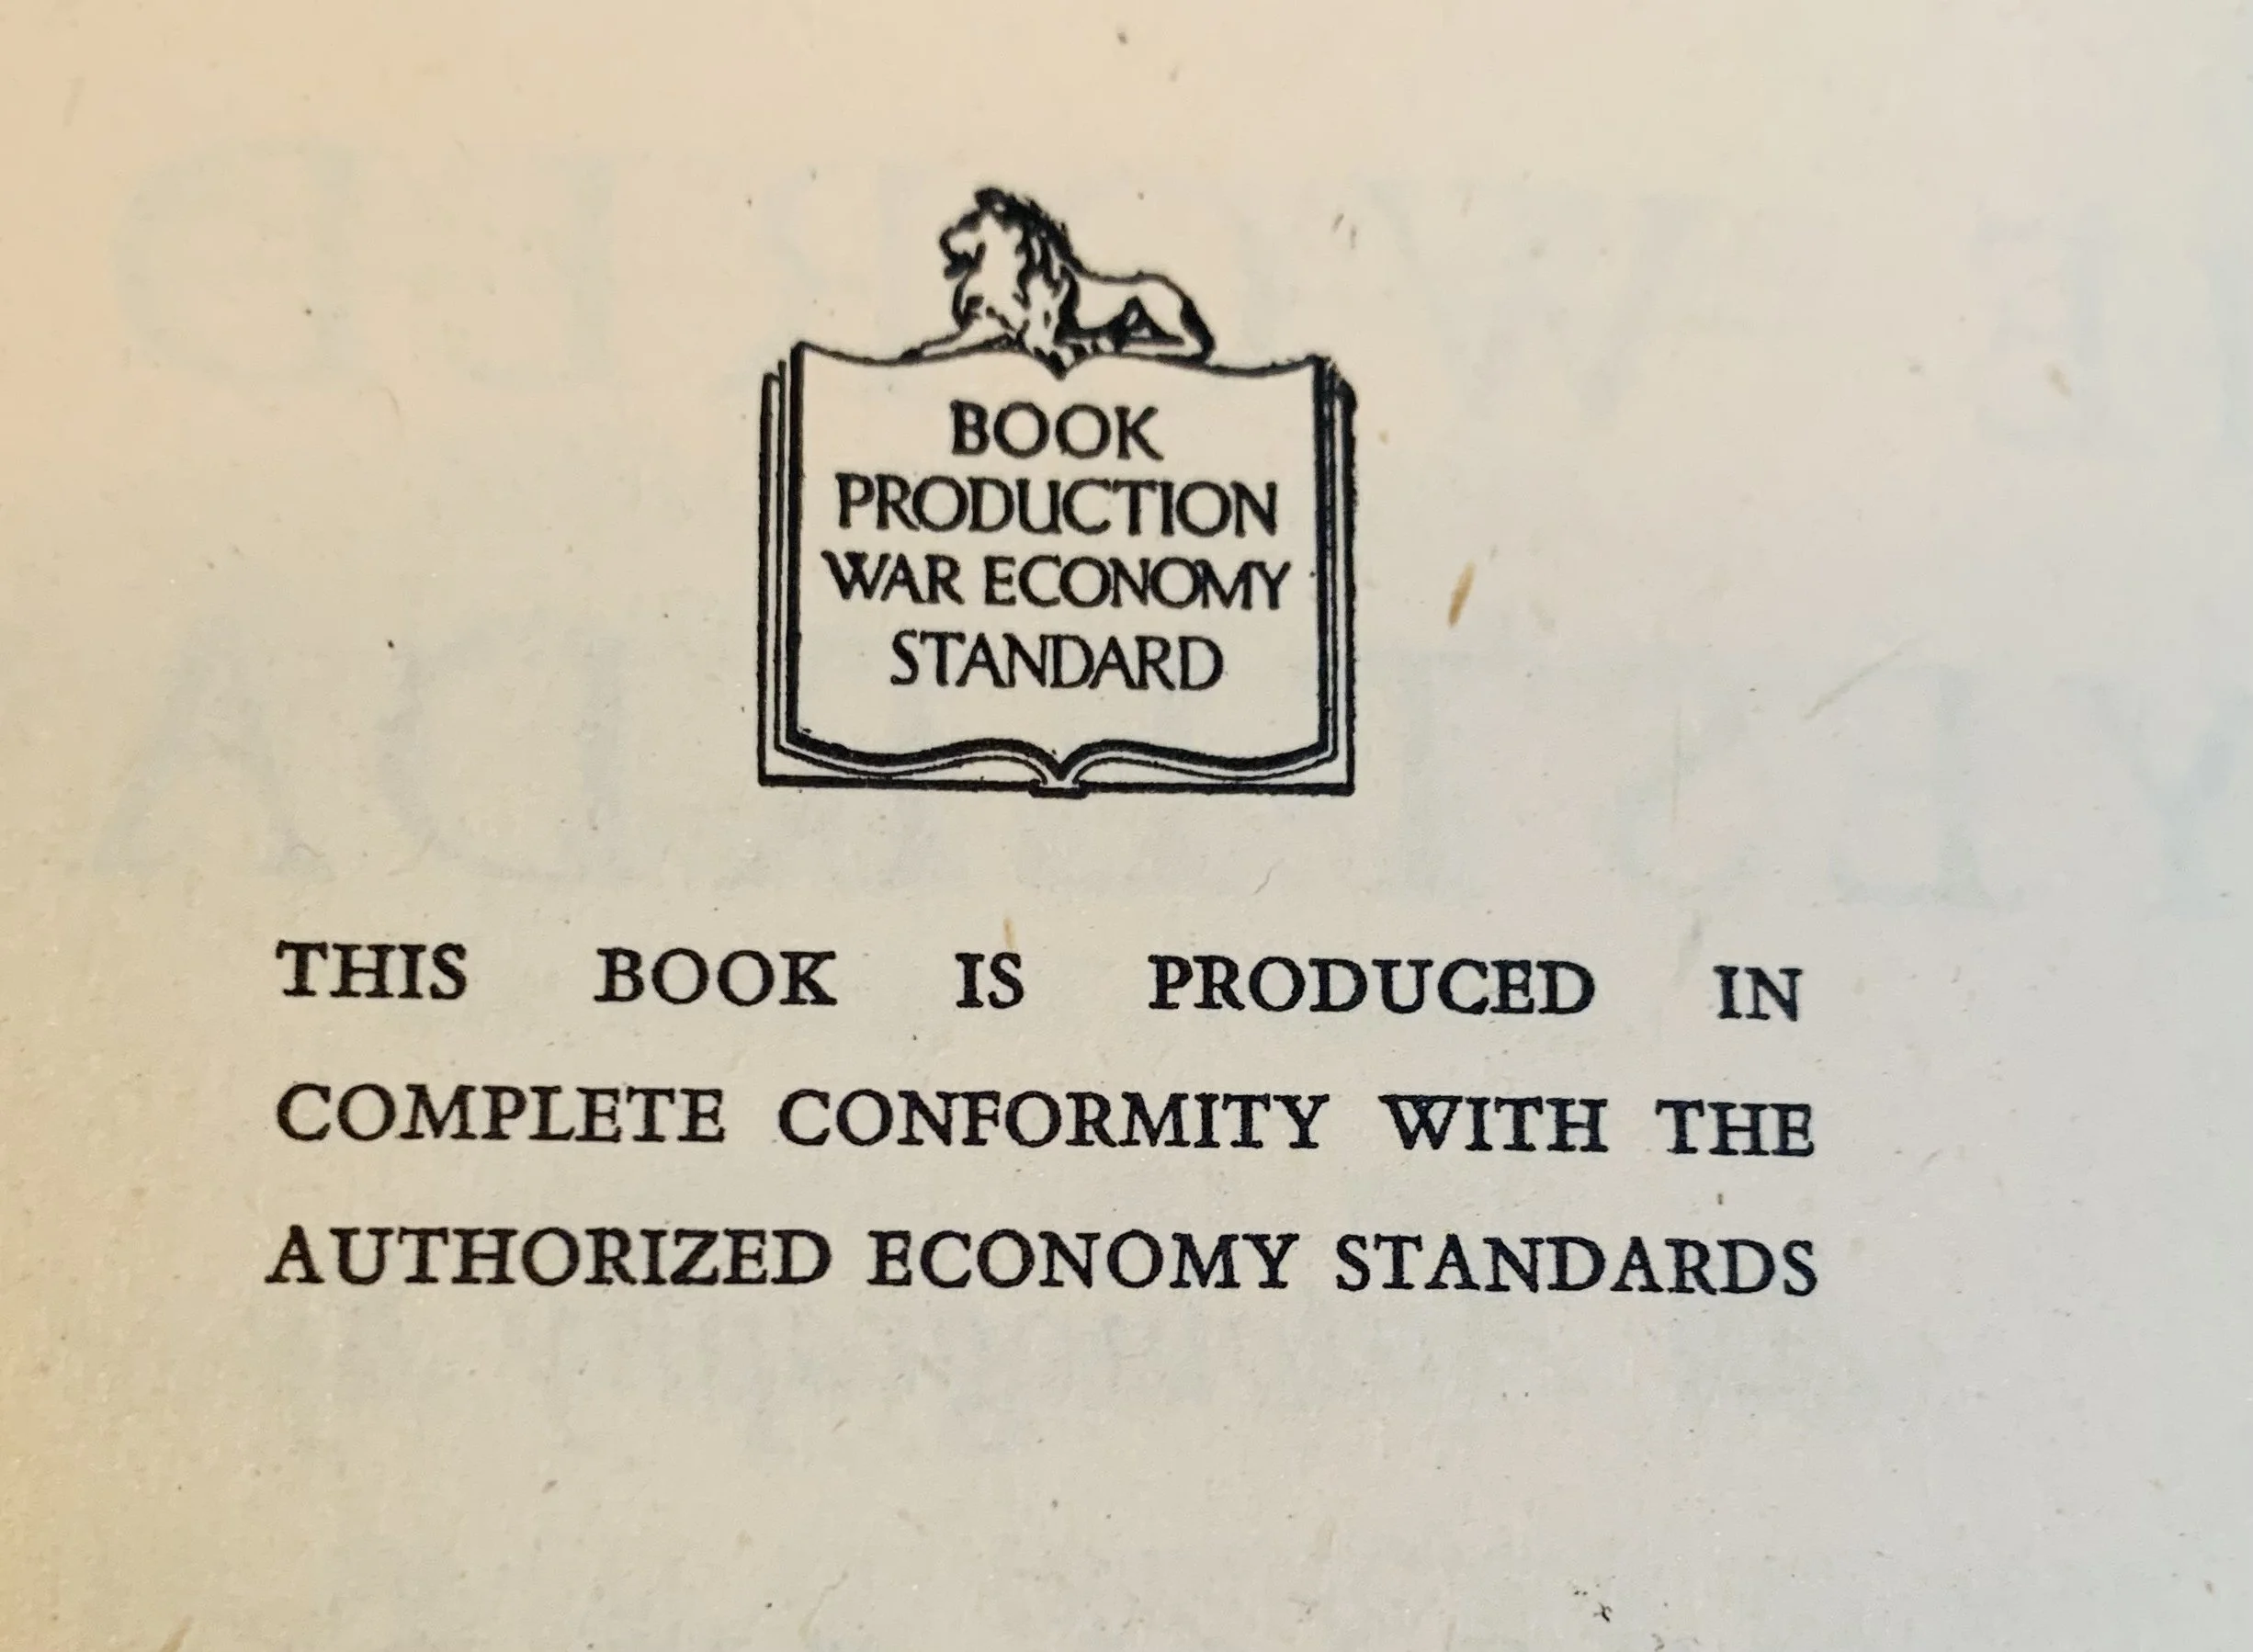 BOOK
PRODUCTION
WAR ECONOMY
STANDARD
THIS BOOK IS PRODUCED IN
COMPLETE CONFORMITY WITH THE
AUTHORIZED ECONOMY STANDARDS